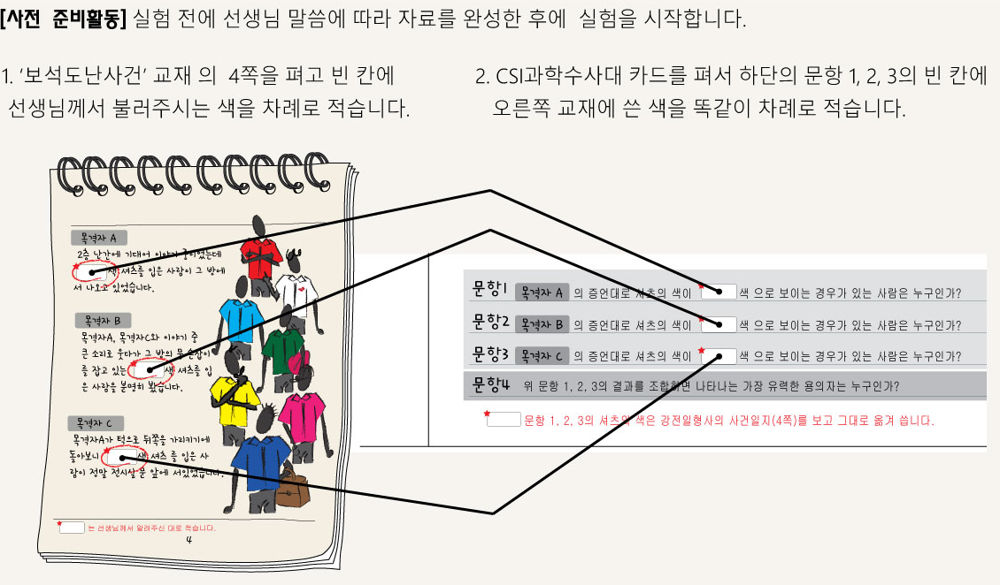 [사전 준비활동] 실험 전에 선생님 말씀에 따라 자료를 완성한 후에 실험을 시작합니다.
1. ‘보석도난사건’ 교재 의 4쪽을 펴고 빈 칸에
선생님께서 불러주시는 색을 차례로 적습니다.
2. CSI과학수사대 카드를 펴서 하단의 문항 1, 2, 3의 빈 칸에
오른쪽 교재에 쓴 색을 똑같이 차례로 적습니다.
목격자 A
2층 난간에 기대어 이야기 중이었는데
색 셔츠를 입은 사람이 그 방에
서 나오고 있었습니다.
목격자 B
목격자A, 목격자C와 이야기 중
큰 소리로 웃다가 그 방의 문 손잡이
를 잡고 있는 색 셔츠를 입
은 사람을 분명히 봤습니다.
목격자 C
목격자A가 턱으로 뒤쪽을 가리키기에
돌아보니 색 셔츠 를 입은 사
람이 정말 전시실 문 앞에 서있었습니다.
는 선생님께서 알려주신 대로 적습니다.
4
문항1 목격자 A 의 증언대로 셔츠의 색이 색 으로 보이는 경우가 있는 사람은 누구인가?
문항2 목격자 B 의 증언대로 셔츠의 색이 색 으로 보이는 경우가 있는 사람은 누구인가?
문항3 목격자 C 의 증언대로 셔츠의 색이 색 으로 보이는 경우가 있는 사람은 누구인가?
문항4 위 문항 1, 2, 3의 결과를 조합하면 나타나는 가장 유력한 용의자는 누구인가?
문항 1, 2, 3의 셔츠의 색은 강전일형사의 사건일지(4쪽)를 보고 그대로 옮겨 씁니다.